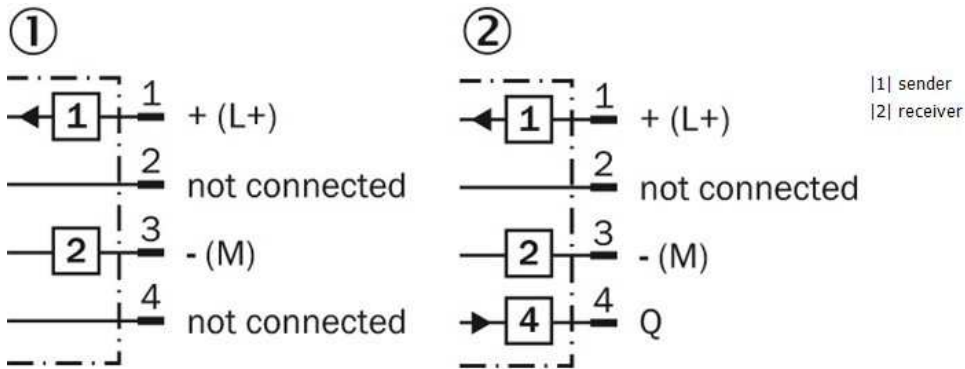 ①
1
1
+ (L+)
2
not connected
2
3
- (M)
4
not connected
②
1
1
+ (L+)
2
not connected
2
3
- (M)
4
4
Q
|1| sender
|2| receiver